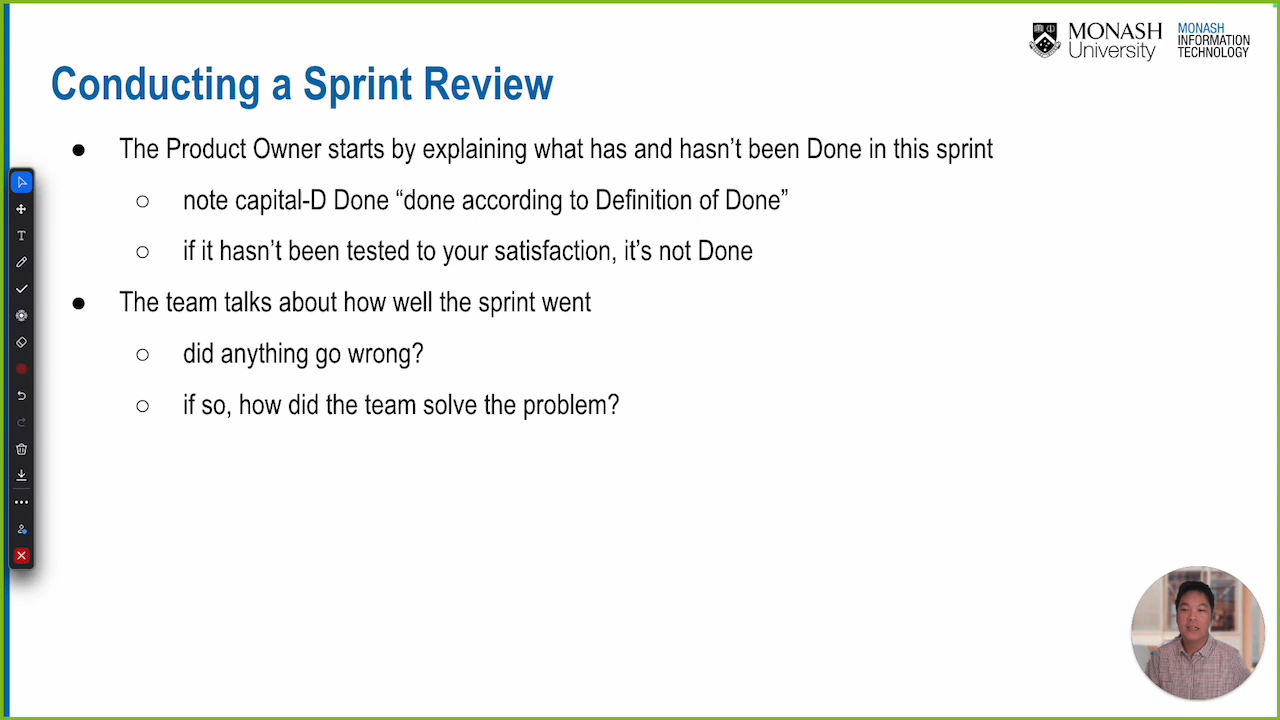 MONASH University
MONASH INFORMATION TECHNOLOGY
Conducting a Sprint Review
● The Product Owner starts by explaining what has and hasn’t been Done in this sprint
○ note capital-D Done “done according to Definition of Done”
○ if it hasn’t been tested to your satisfaction, it’s not Done
● The team talks about how well the sprint went
○ did anything go wrong?
○ if so, how did the team solve the problem?